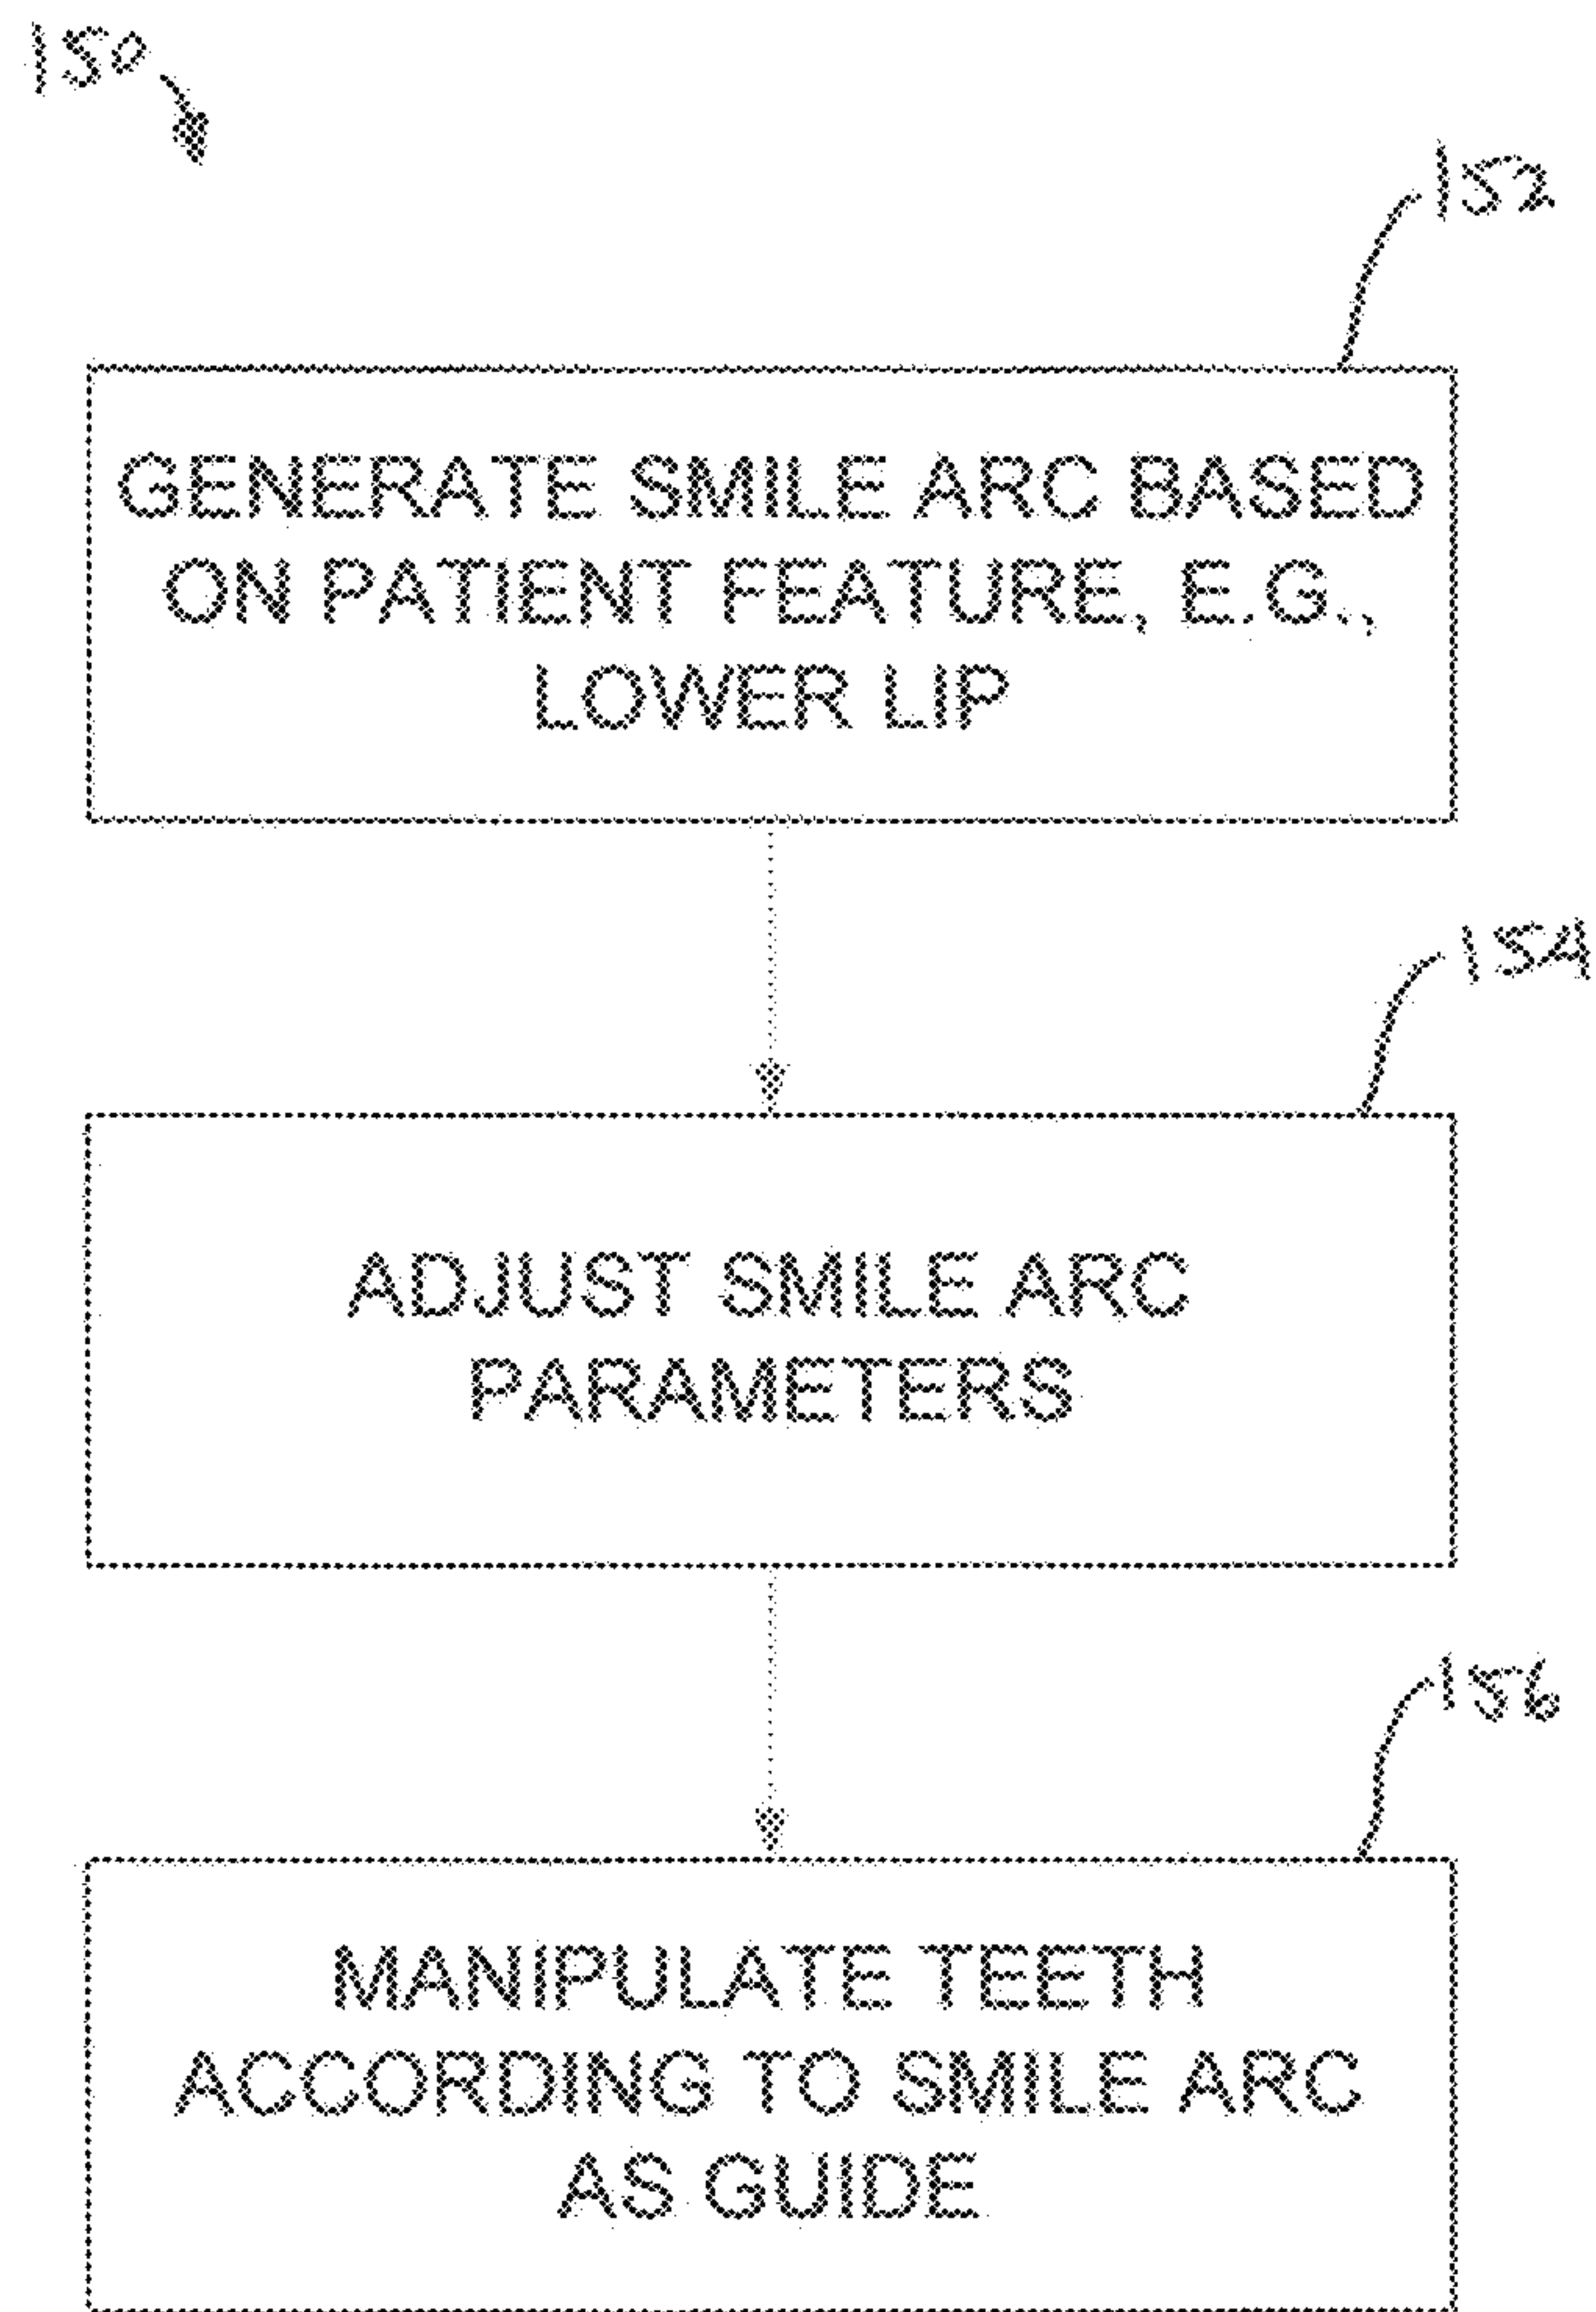 150
152
GENERATE SMILE ARC BASED
ON PATIENT FEATURE, E.G.,
LOWER LIP
154
ADJUST SMILE ARC
PARAMETERS
156
MANIPULATE TEETH
ACCORDING TO SMILE ARC
AS GUIDE